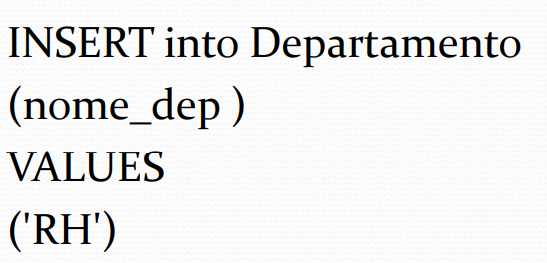 INSERT into Departamento
(nome_dep )
VALUES
('RH')